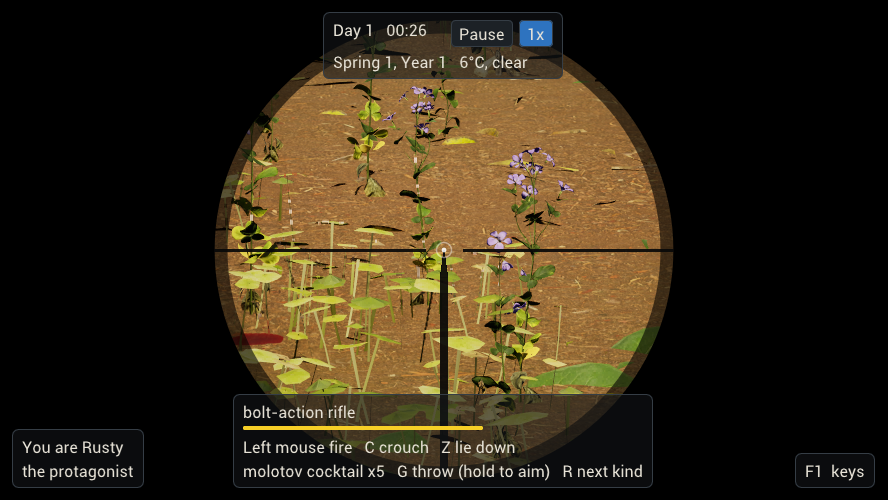 Day 1 00:26 Pause 1x
Spring 1, Year 1 6°C, clear
bolt-action rifle
Left mouse fire C crouch Z lie down
molotov cocktail x5 G throw (hold to aim) R next kind
You are Rusty
the protagonist
F1 keys